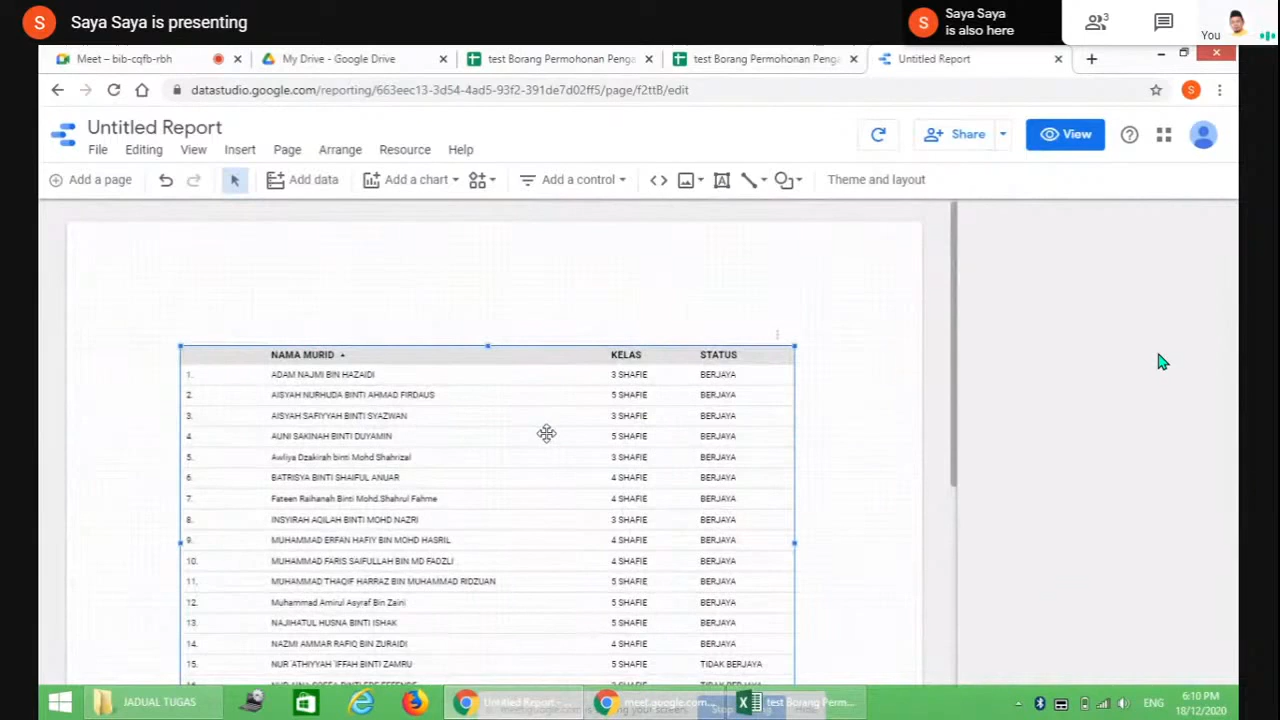 S Saya Saya is presenting
S Saya Saya
is also here
3
You
Meet – bib-cqfb-rbh
My Drive - Google Drive
test Borang Permohonan Penga
test Borang Permohonan Penga
Untitled Report
datastudio.google.com/reporting/663eec13-3d54-4ad5-93f2-391de7d02ff5/page/f2ttB/edit
S
Untitled Report
File Editing View Insert Page Arrange Resource Help
Share
View
Add a page
Add data
Add a chart
Add a control
Theme and layout
NAMA MURID KELAS STATUS
1. ADAM NAJMI BIN HAZAIDI 3 SHAFIE BERJAYA
2. AISYAH NURHUDA BINTI AHMAD FIRDAUS 5 SHAFIE BERJAYA
3. AISYAH SAFIYYAH BINTI SYAZWAN 3 SHAFIE BERJAYA
4. AUNI SAKINAH BINTI DUYAMIN 5 SHAFIE BERJAYA
5. Awliya Dzakirah binti Mohd Shahrizal 3 SHAFIE BERJAYA
6. BATRISYA BINTI SHAIFUL ANUAR 4 SHAFIE BERJAYA
7. Fateen Raihanah Binti Mohd Shahrul Fahme 4 SHAFIE BERJAYA
8. INSYIRAH AQILAH BINTI MOHD NAZRI 3 SHAFIE BERJAYA
9. MUHAMMAD ERFAN HAFIY BIN MOHD HASRIL 4 SHAFIE BERJAYA
10. MUHAMMAD FARIS SAIFULLAH BIN MD FADZLI 4 SHAFIE BERJAYA
11. MUHAMMAD THAQIF HARRAZ BIN MUHAMMAD RIDZUAN 5 SHAFIE BERJAYA
12. Muhammad Amirul Asyraf Bin Zaini 5 SHAFIE BERJAYA
13. NAJIHATUL HUSNA BINTI ISHAK 5 SHAFIE BERJAYA
14. NAZMI AMMAR RAFIQ BIN ZURAIDI 4 SHAFIE BERJAYA
15. NUR 'ATHIYYAH 'IFFAH BINTI ZAMRU 5 SHAFIE TIDAK BERJAYA
JADUAL TUGAS
Untitled Report -
meet.google.com
test Borang Perm...
ENG
6:10 PM
18/12/2020